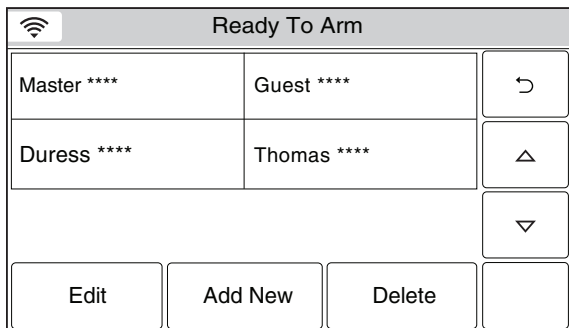 Ready To Arm
Master ****
Guest ****
Duress ****
Thomas ****
Edit
Add New
Delete